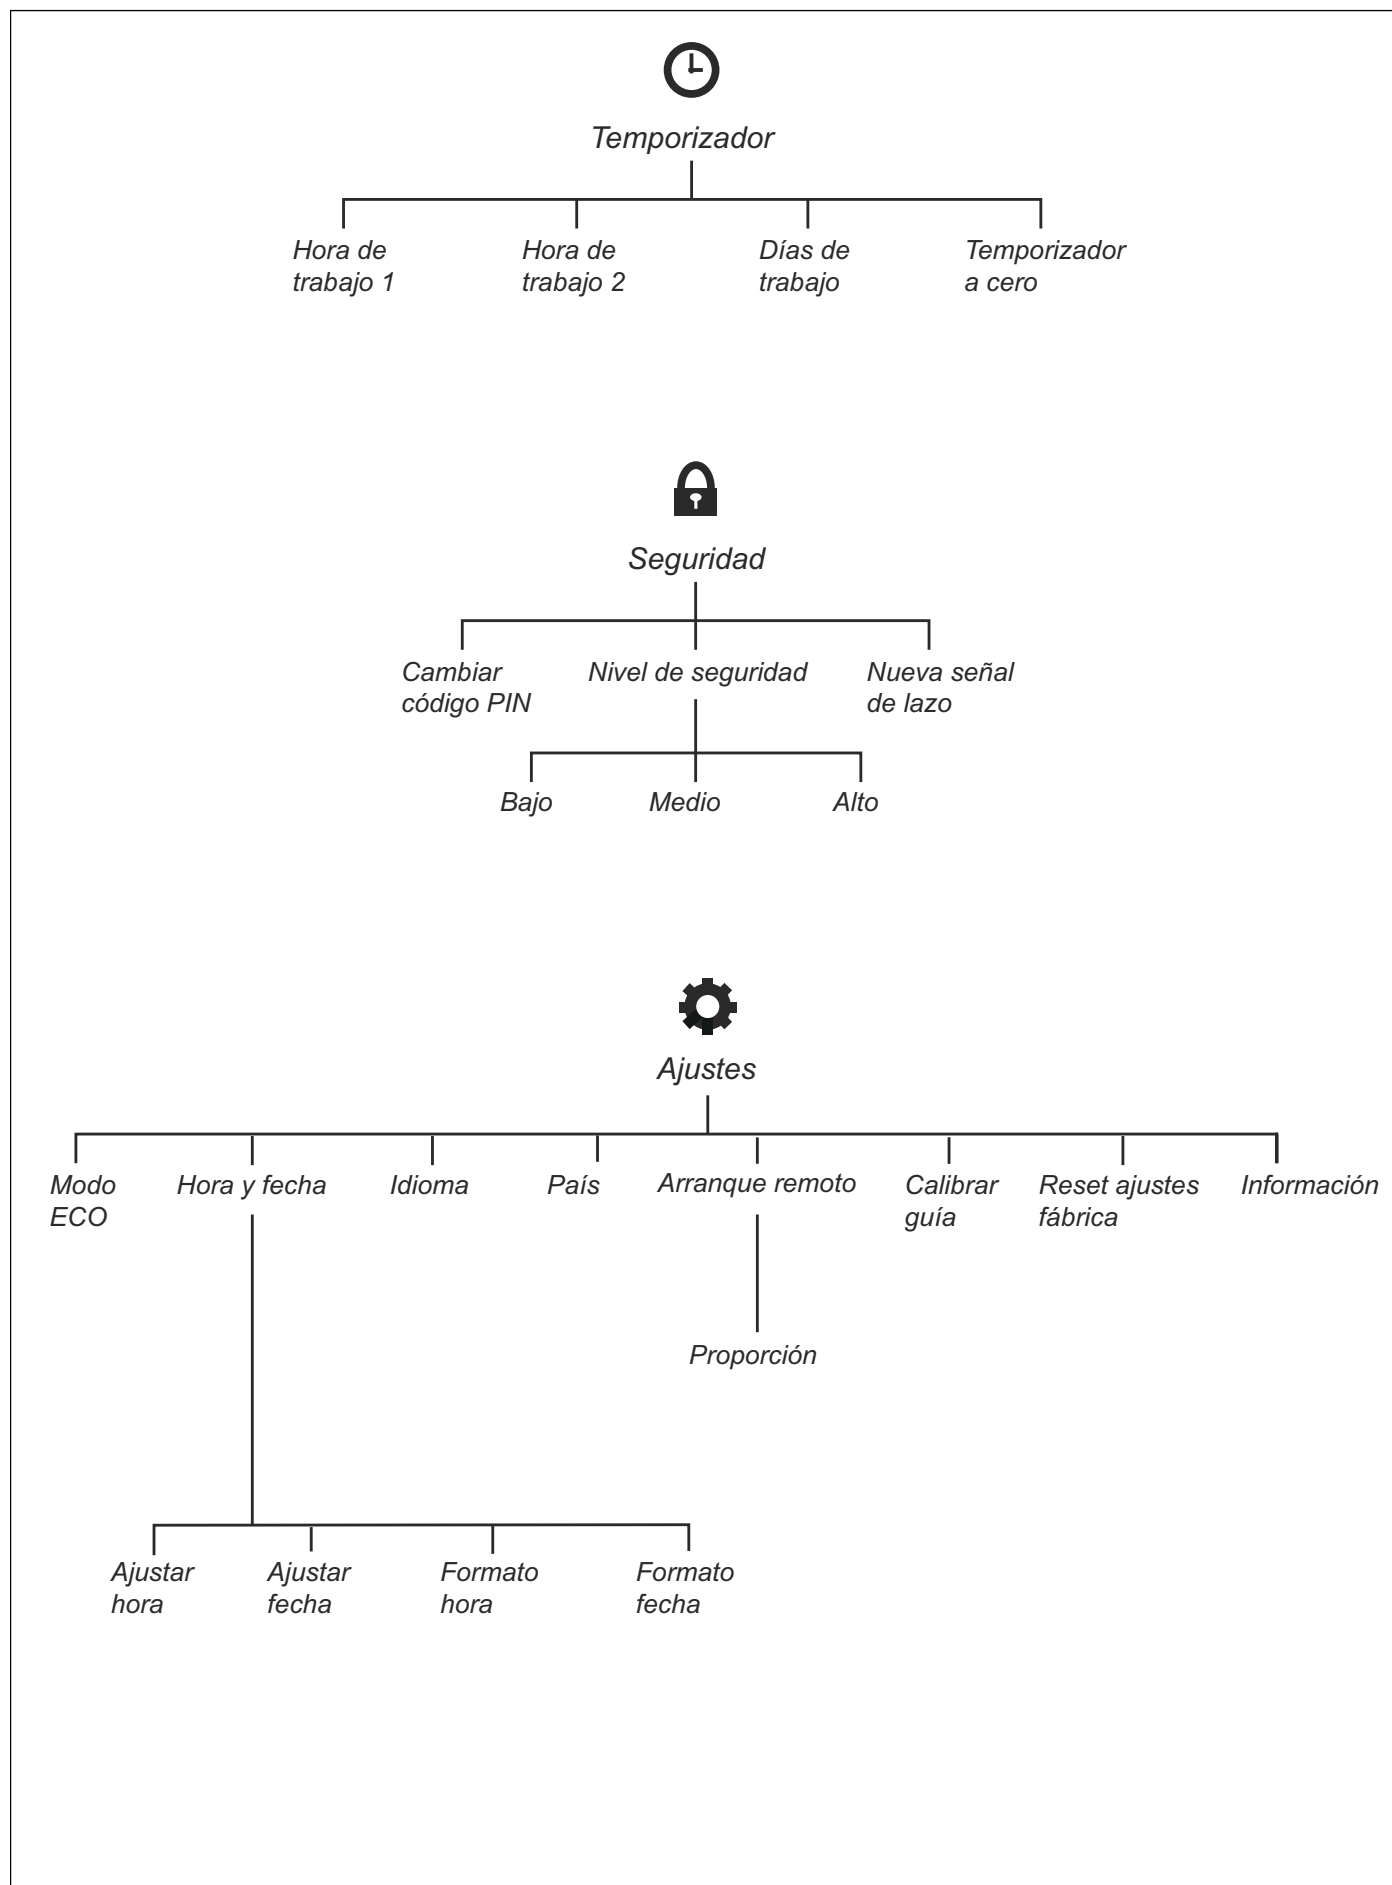 Temporizador
Hora de
trabajo 1
Hora de
trabajo 2
Días de
trabajo
Temporizador
a cero
Seguridad
Cambiar
código PIN
Nivel de seguridad
Nueva señal
de lazo
Bajo
Medio
Alto
Ajustes
Modo
ECO
Hora y fecha
Idioma
País
Arranque remoto
Calibrar
guía
Reset ajustes
fábrica
Información
Proporción
Ajustar
hora
Ajustar
fecha
Formato
hora
Formato
fecha